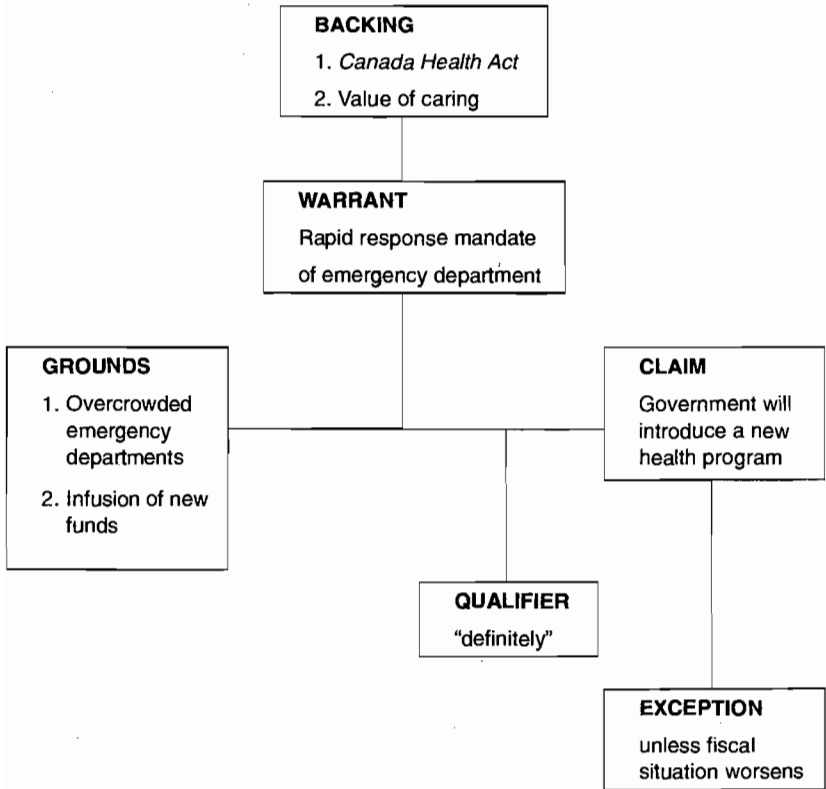 BACKING
1. Canada Health Act
2. Value of caring
WARRANT
Rapid response mandate
of emergency department
GROUNDS
1. Overcrowded
emergency
departments
2. Infusion of new
funds
CLAIM
Government will
introduce a new
health program
QUALIFIER
“definitely”
EXCEPTION
unless fiscal
situation worsens